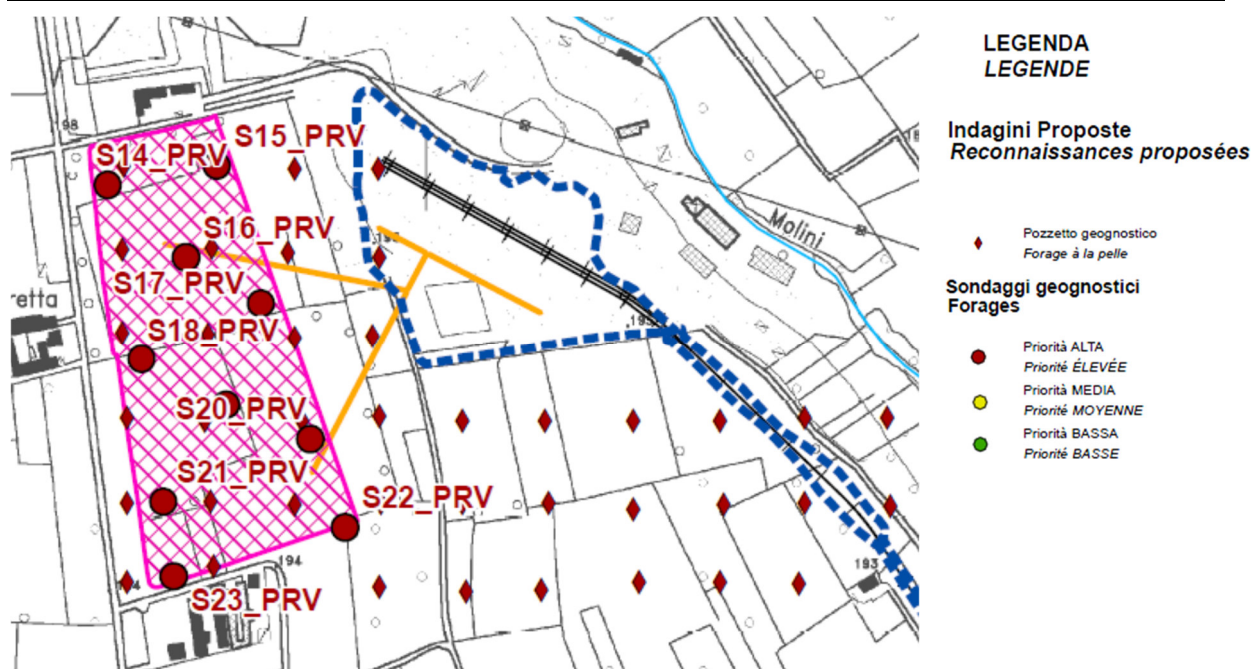 LEGENDA
LEGENDE
Indagini Proposte
Reconnaissances proposées
Pozzetto geognostico
Forage à la pelle
Sondaggi geognostici
Forages
Priorità ALTA
Priorité ÉLEVÉE
Priorità MEDIA
Priorité MOYENNE
Priorità BASSA
Priorité BASSE
98
S14_PRV
S15_PRV
S16_PRV
Molini
S17_PRV
retta
S18_PRV
195
S20_PRV
S21_PRV
S22_PRV
194
193
S23_PRV